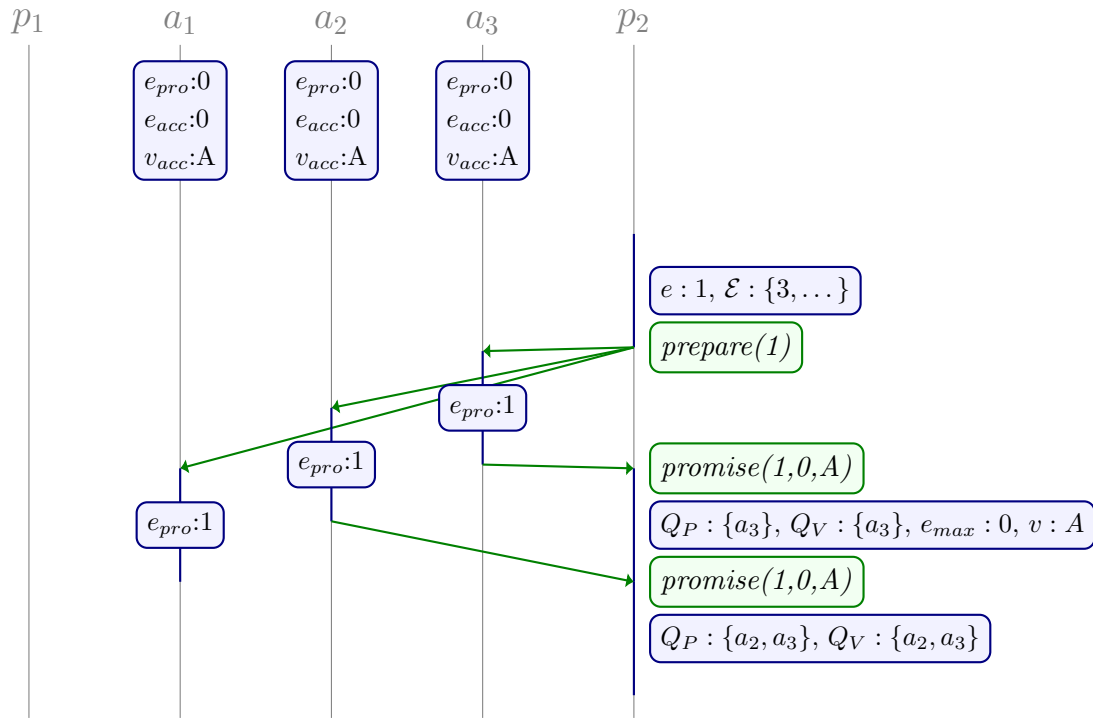 p₁ a₁ a₂ a₃ p₂
e_pro:0
e_acc:0
v_acc:A
e_pro:0
e_acc:0
v_acc:A
e_pro:0
e_acc:0
v_acc:A
e : 1, ℰ : {3, …}
prepare(1)
e_pro:1
e_pro:1
promise(1,0,A)
e_pro:1
Q_P : {a₃}, Q_V : {a₃}, e_max : 0, v : A
promise(1,0,A)
Q_P : {a₂, a₃}, Q_V : {a₂, a₃}